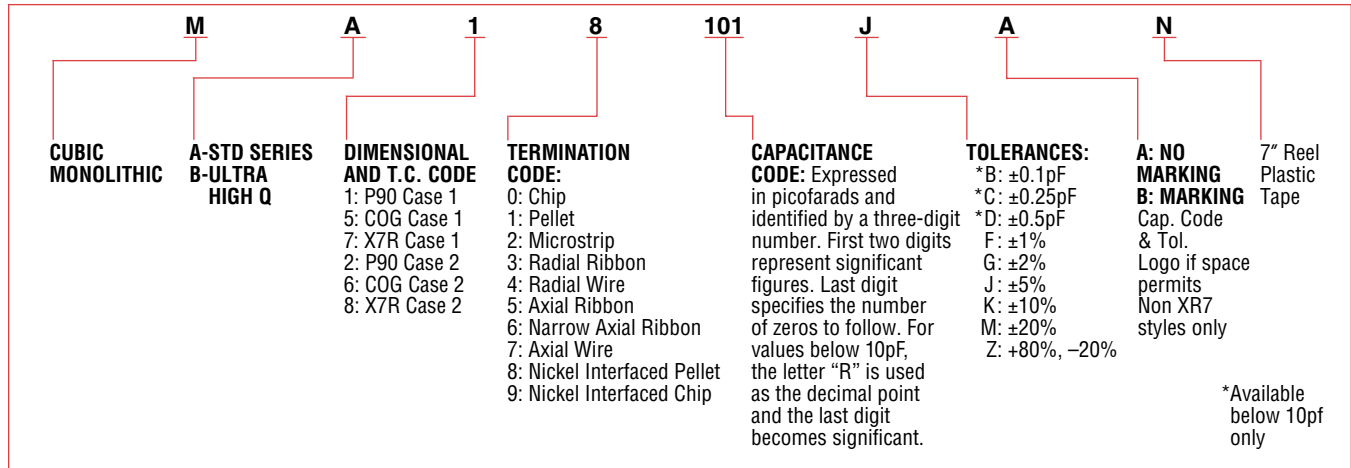 M A 1 8 101 J A N
CUBIC
MONOLITHIC
A-STD SERIES
B-ULTRA
HIGH Q
DIMENSIONAL
AND T.C. CODE
1: P90 Case 1
5: COG Case 1
7: X7R Case 1
2: P90 Case 2
6: COG Case 2
8: X7R Case 2
TERMINATION
CODE:
0: Chip
1: Pellet
2: Microstrip
3: Radial Ribbon
4: Radial Wire
5: Axial Ribbon
6: Narrow Axial Ribbon
7: Axial Wire
8: Nickel Interfaced Pellet
9: Nickel Interfaced Chip
CAPACITANCE
CODE: Expressed
in picofarads and
identified by a three-digit
number. First two digits
represent significant
figures. Last digit
specifies the number
of zeros to follow. For
values below 10pF,
the letter “R” is used
as the decimal point
and the last digit
becomes significant.
TOLERANCES:
*B: ±0.1pF
*C: ±0.25pF
*D: ±0.5pF
F: ±1%
G: ±2%
J: ±5%
K: ±10%
M: ±20%
Z: +80%, –20%
A: NO
MARKING
B: MARKING
Cap. Code
& Tol.
Logo if space
permits
Non XR7
styles only
7″ Reel
Plastic
Tape
*Available
below 10pf
only